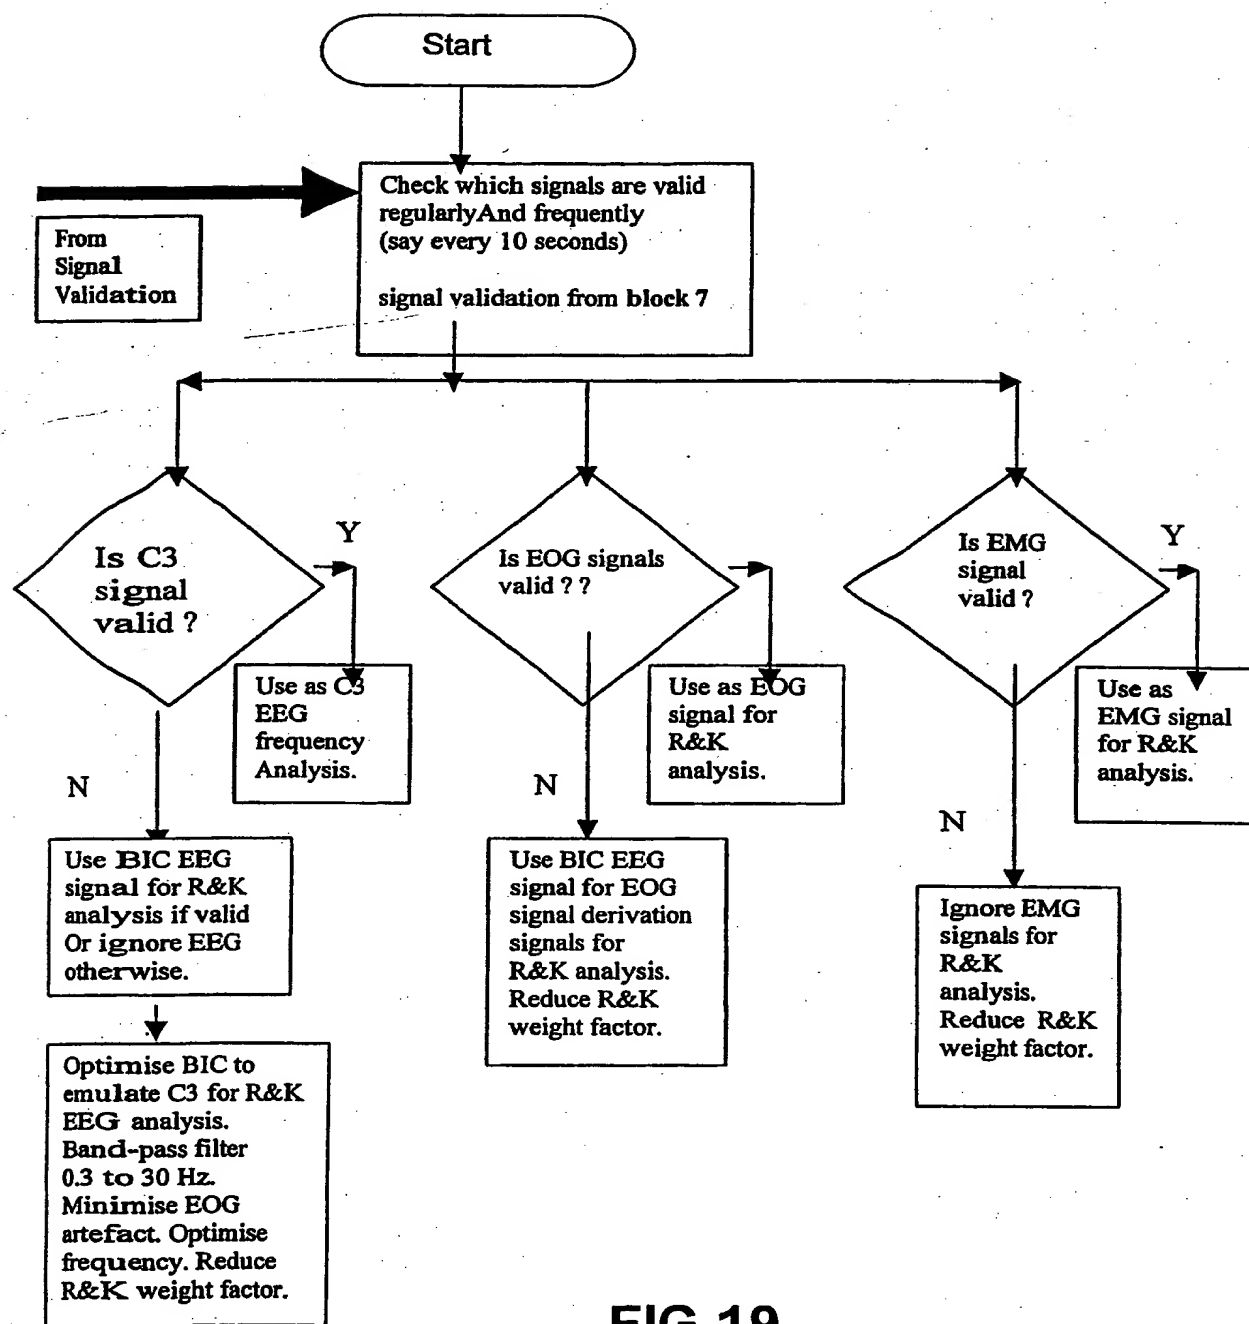 Start
Check which signals are valid
regularlyAnd frequently
(say every 10 seconds)
signal validation from block 7
From
Signal
Validation
Is C3
signal
valid ?
Y
Is EOG signals
valid ? ?
Is EMG
signal
valid ?
Y
Use as C3
EEG
frequency
Analysis.
Use as EOG
signal for
R&K
analysis.
Use as
EMG signal
for R&K
analysis.
N
N
N
Use BIC EEG
signal for R&K
analysis if valid
Or ignore EEG
otherwise.
Use BIC EEG
signal for EOG
signal derivation
signals for
R&K analysis.
Reduce R&K
weight factor.
Ignore EMG
signals for
R&K
analysis.
Reduce R&K
weight factor.
Optimise BIC to
emulate C3 for R&K
EEG analysis.
Band-pass filter
0.3 to 30 Hz.
Minimise EOG
artefact. Optimise
frequency. Reduce
R&K weight factor.
FIG 19